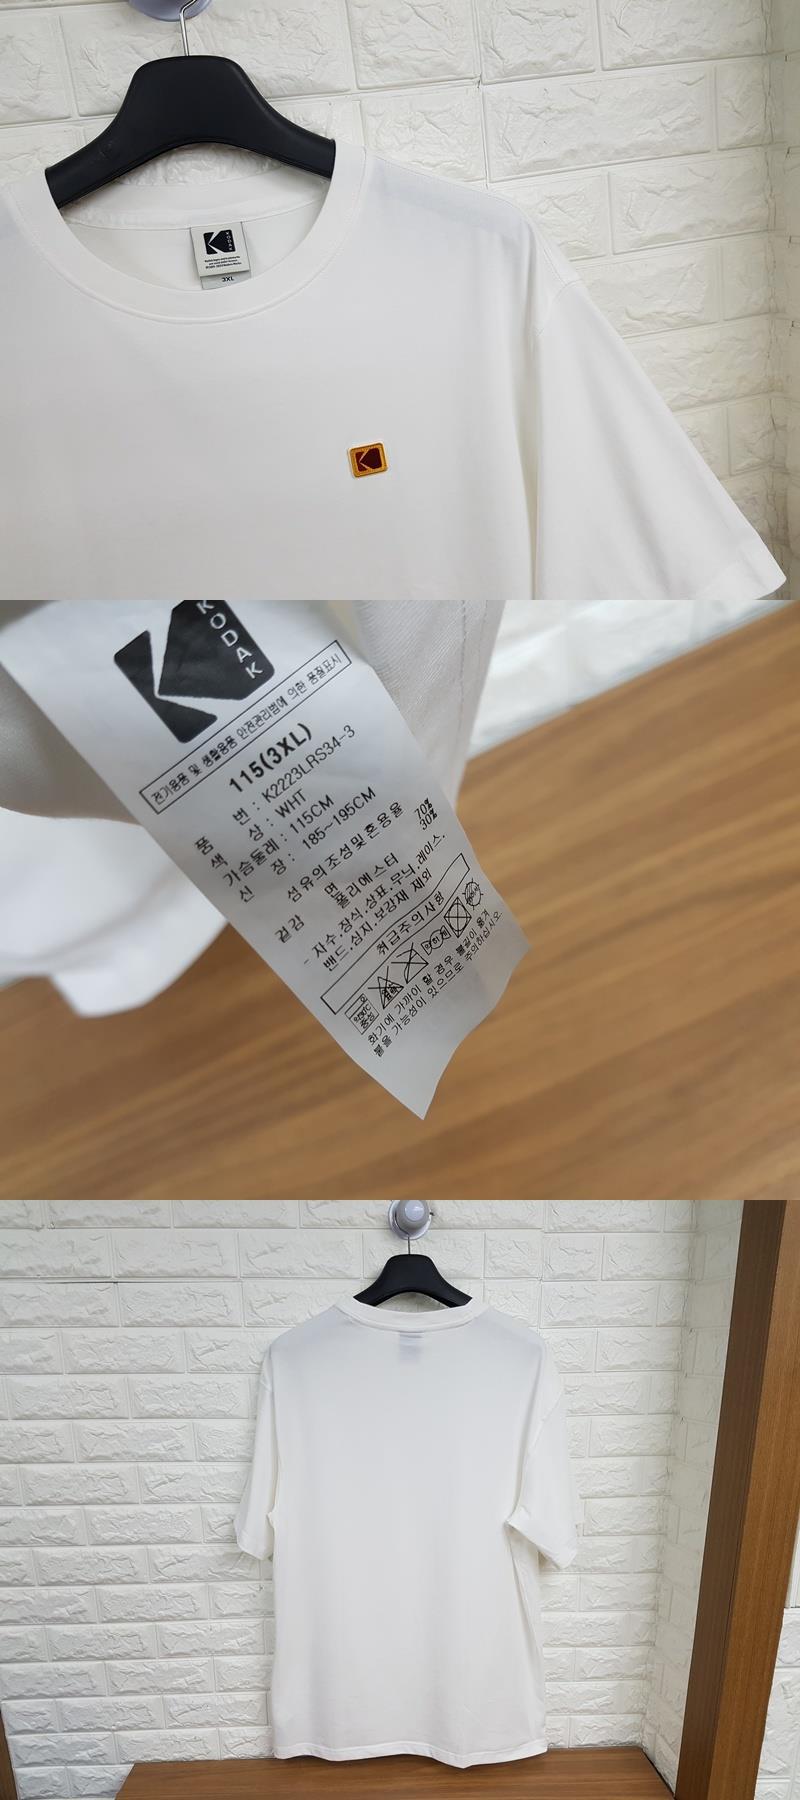 KODAK
3XL
KODAK
전기용품 및 생활용품 안전관리법에 의한 품질표시
115(3XL)
품 번 : K2223LRS34-3
색 상 : WHT
가슴둘레 : 115CM
신 장 : 185~195CM
섬유의 조성 및 혼용율
겉감 면 70%
폴리에스터 30%
- 자수.장식.상표.무늬.레이스.
밴드.심지.보강재 제외
취급주의사항
화기에 가까이 할 경우 불길이 옮겨
붙을 가능성이 있으므로 주의하십시오